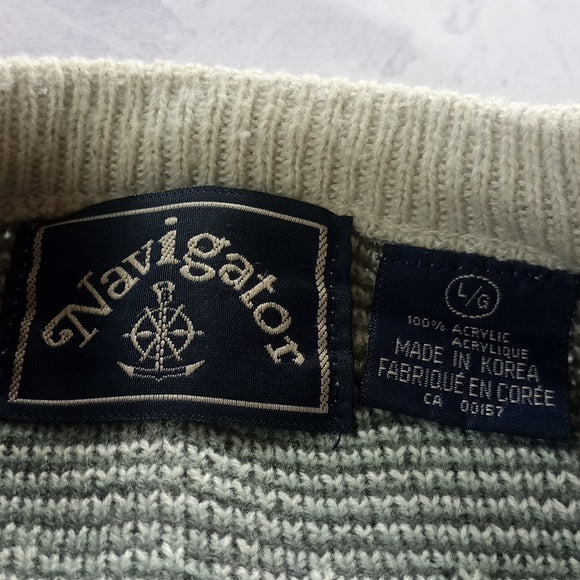 Navigator
L/G
100% ACRYLIC
ACRYLIQUE
MADE IN KOREA
FABRIQUÉ EN CORÉE
CA 00157